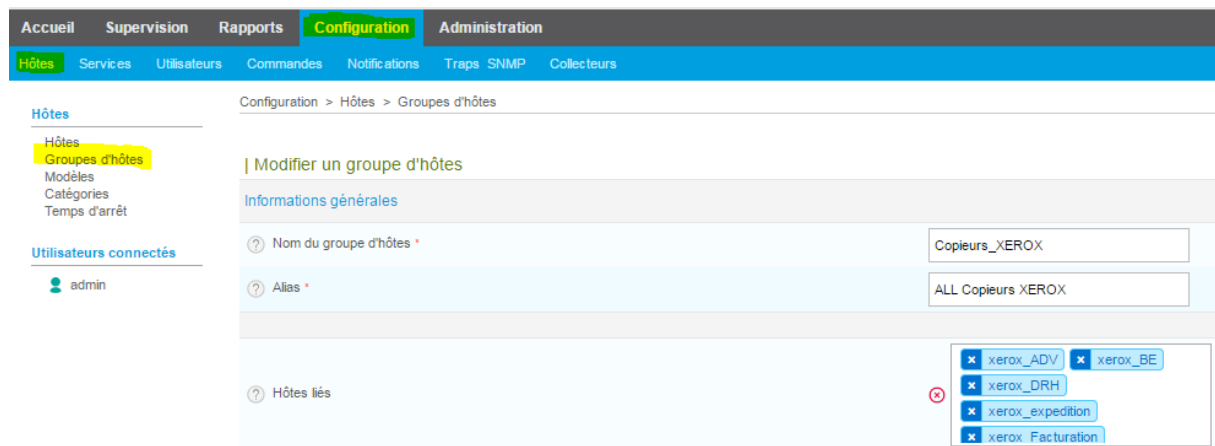 Accueil Supervision Rapports Configuration Administration
Hôtes Services Utilisateurs Commandes Notifications Traps SNMP Collecteurs
Hôtes
Hôtes
Groupes d'hôtes
Modèles
Catégories
Temps d'arrêt
Utilisateurs connectés
admin
Configuration > Hôtes > Groupes d'hôtes
| Modifier un groupe d'hôtes
Informations générales
? Nom du groupe d'hôtes * Copieurs_XEROX
? Alias * ALL Copieurs XEROX
? Hôtes liés
× xerox_ADV × xerox_BE
× xerox_DRH
× xerox_expedition
× xerox_Facturation